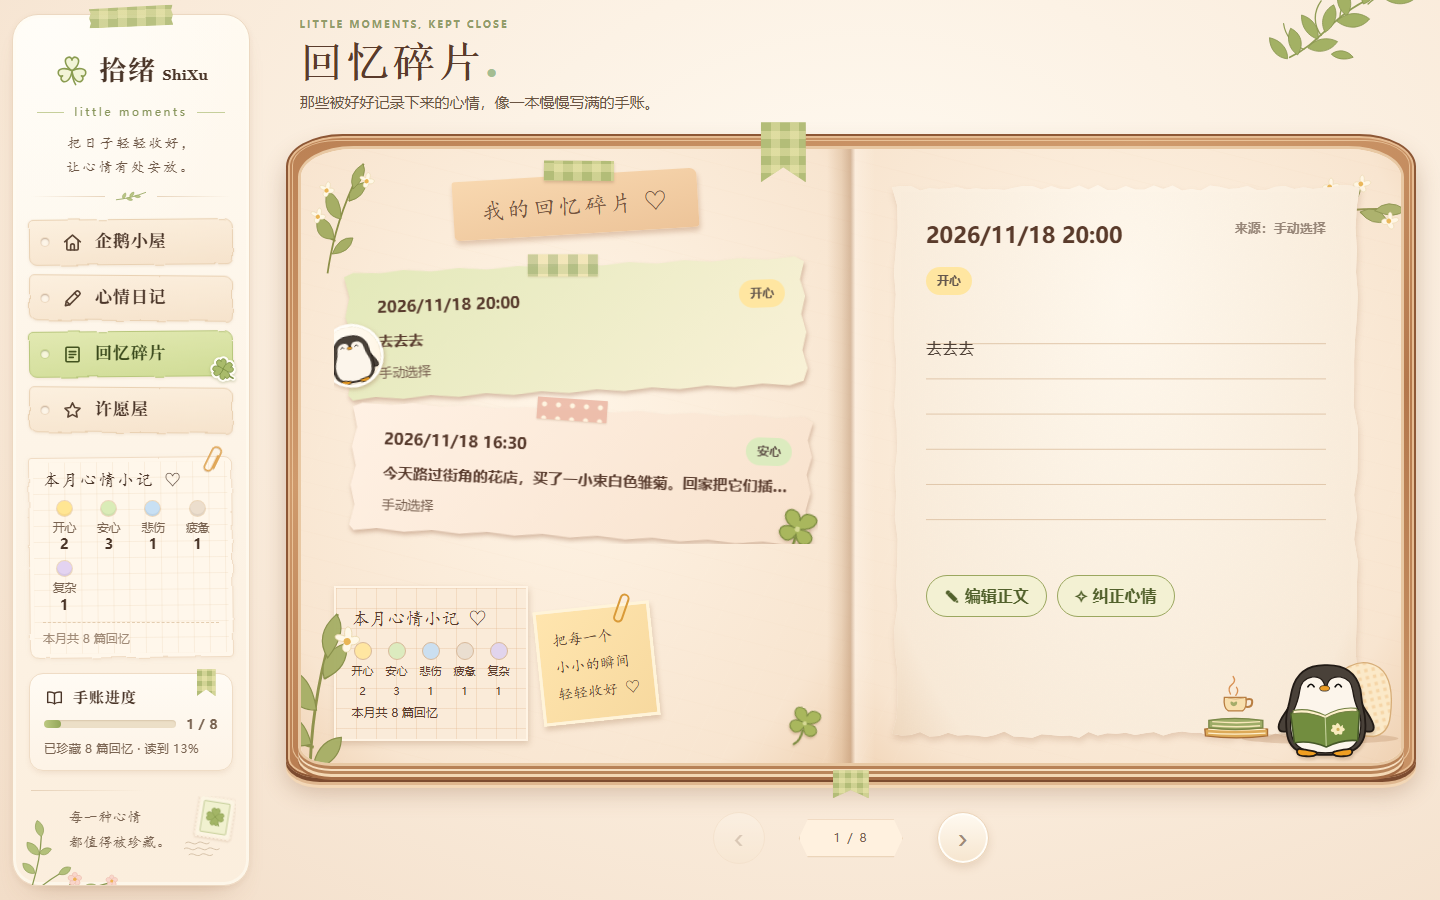 拾绪 ShiXu
little moments
把日子轻轻收好，
让心情有处安放。
企鹅小屋
心情日记
回忆碎片
许愿屋
本月心情小记 ♡
开心 安心 悲伤 疲惫
2 3 1 1
复杂
1
本月共 8 篇回忆
手账进度
1 / 8
已珍藏 8 篇回忆 · 读到 13%
每一种心情
都值得被珍藏。
LITTLE MOMENTS, KEPT CLOSE
回忆碎片.
那些被好好记录下来的心情，像一本慢慢写满的手账。
我的回忆碎片 ♡
2026/11/18 20:00
开心
去去去
手动选择
2026/11/18 16:30
安心
今天路过街角的花店，买了一小束白色雏菊。回家把它们插...
手动选择
本月心情小记 ♡
开心 安心 悲伤 疲惫 复杂
2 3 1 1 1
本月共 8 篇回忆
把每一个
小小的瞬间
轻轻收好 ♡
2026/11/18 20:00
来源：手动选择
开心
去去去
✎ 编辑正文
✧ 纠正心情
‹
1 / 8
›